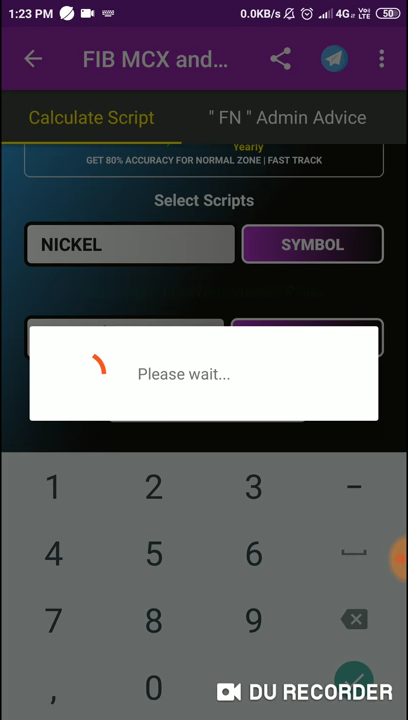 1:23 PM 0.0KB/s 4G VoLTE 50
FIB MCX and...
Calculate Script " FN " Admin Advice
Yearly
GET 80% ACCURACY FOR NORMAL ZONE | FAST TRACK
Select Scripts
NICKEL SYMBOL
Please wait...
1 2 3 -
4 5 6
7 8 9
, 0
DU RECORDER